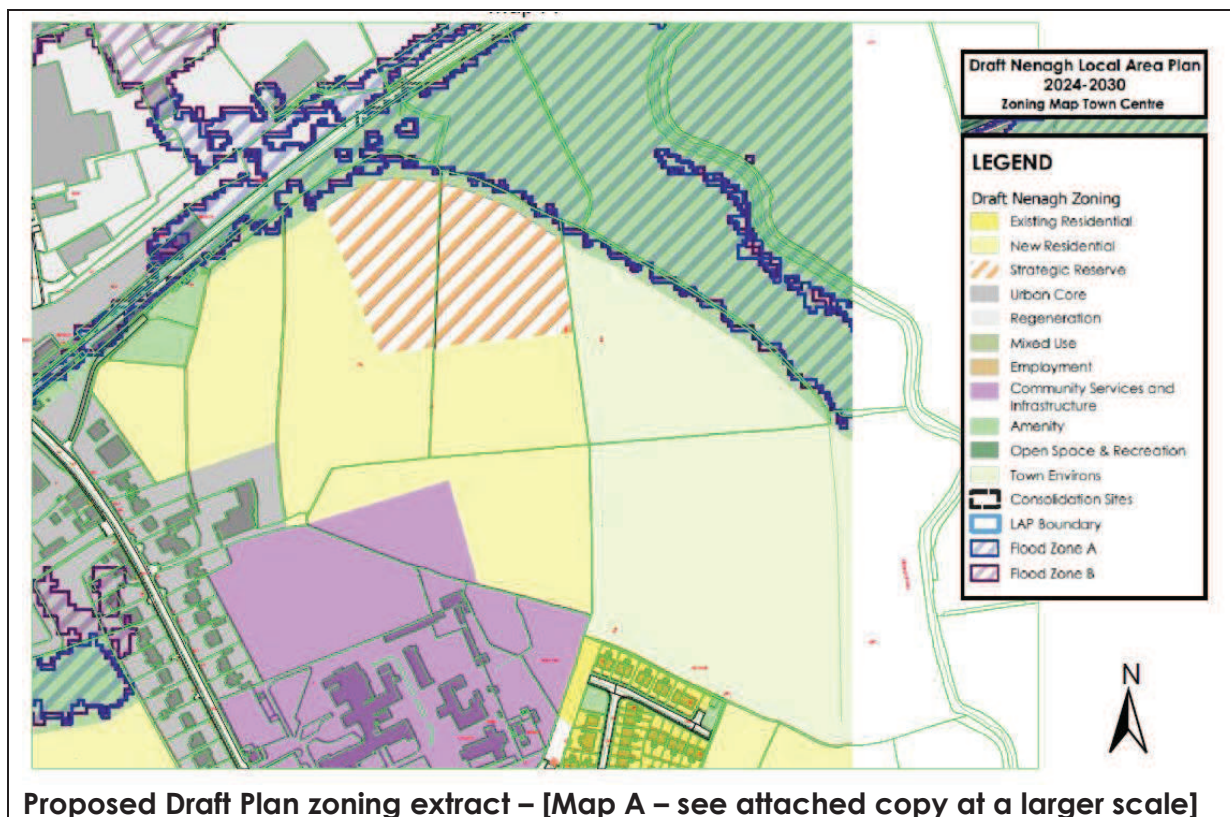 Draft Nenagh Local Area Plan
2024-2030
Zoning Map Town Centre
LEGEND
Draft Nenagh Zoning
Existing Residential
New Residential
Strategic Reserve
Urban Core
Regeneration
Mixed Use
Employment
Community Services and
Infrastructure
Amenity
Open Space & Recreation
Town Environs
Consolidation Sites
LAP Boundary
Flood Zone A
Flood Zone B
N
Proposed Draft Plan zoning extract – [Map A – see attached copy at a larger scale]